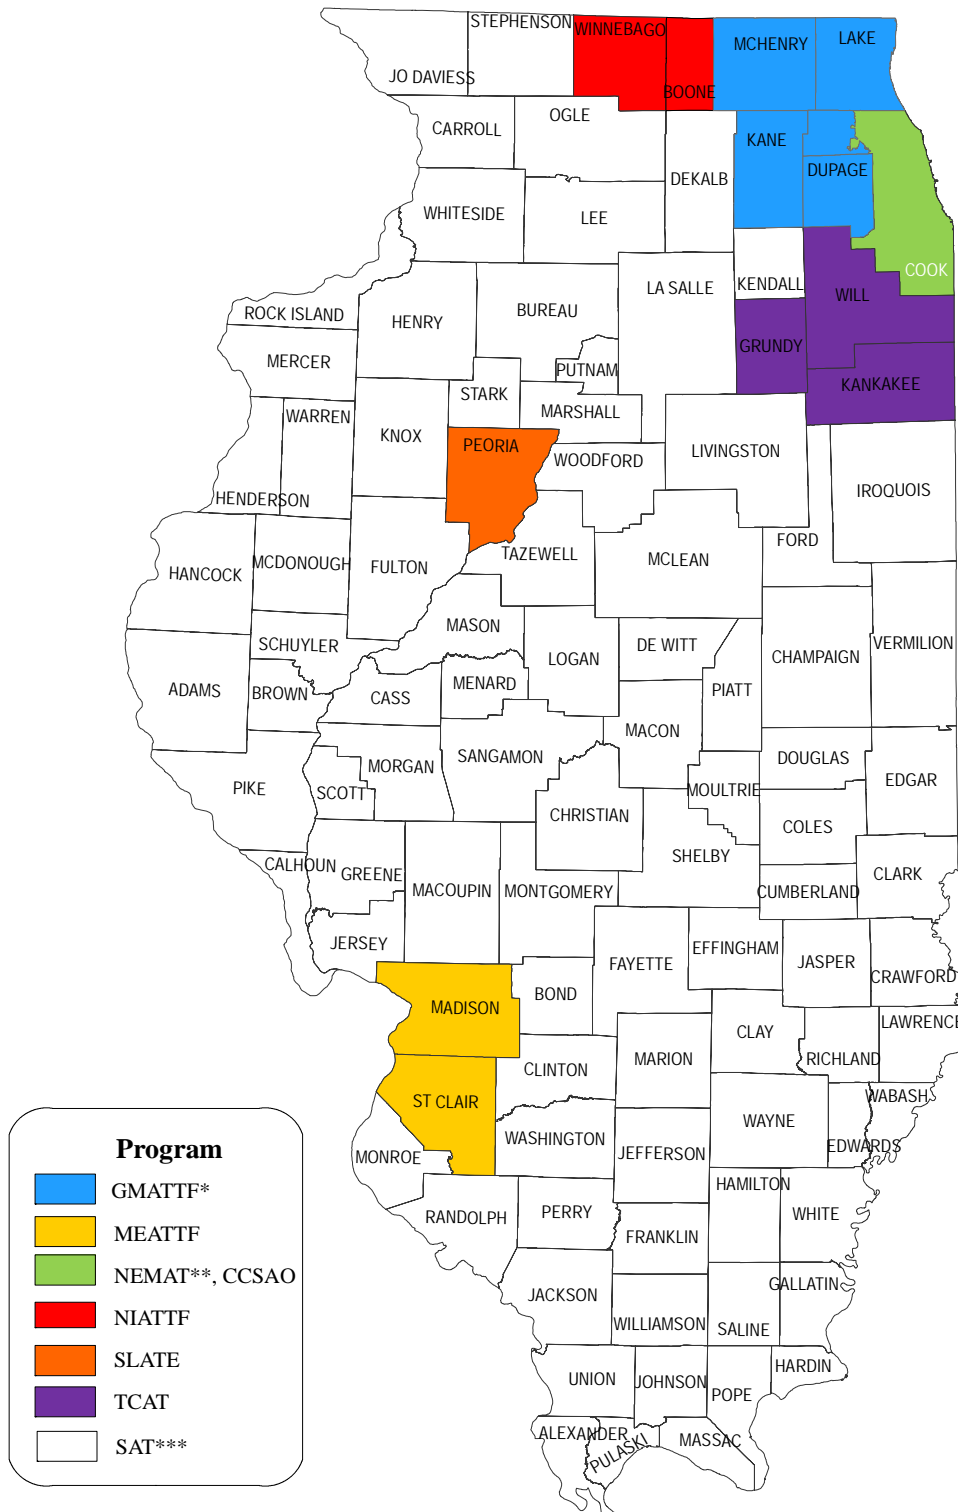 STEPHENSON
WINNEBAGO
MCHENRY
LAKE
JO DAVIESS
BOONE
CARROLL
OGLE
KANE
DEKALB
DUPAGE
WHITESIDE
LEE
COOK
LA SALLE
KENDALL
WILL
ROCK ISLAND
HENRY
BUREAU
GRUNDY
MERCER
PUTNAM
KANKAKEE
STARK
WARREN
KNOX
MARSHALL
PEORIA
LIVINGSTON
WOODFORD
HENDERSON
IROQUOIS
FORD
TAZEWELL
MCLEAN
HANCOCK
MCDONOUGH
FULTON
MASON
SCHUYLER
LOGAN
DE WITT
CHAMPAIGN
VERMILION
ADAMS
BROWN
CASS
MENARD
PIATT
MACON
SANGAMON
MORGAN
DOUGLAS
EDGAR
PIKE
SCOTT
MOULTRIE
CHRISTIAN
COLES
SHELBY
CALHOUN
GREENE
MACOUPIN
MONTGOMERY
CUMBERLAND
CLARK
JERSEY
EFFINGHAM
FAYETTE
JASPER
CRAWFORD
MADISON
BOND
CLAY
LAWRENCE
MARION
RICHLAND
CLINTON
ST CLAIR
WABASH
WAYNE
WASHINGTON
EDWARDS
MONROE
JEFFERSON
HAMILTON
RANDOLPH
PERRY
WHITE
FRANKLIN
GALLATIN
JACKSON
WILLIAMSON
SALINE
HARDIN
UNION
JOHNSON
POPE
ALEXANDER
PULASKI
MASSAC
Program
GMATTF*
MEATTF
NEMAT**, CCSAO
NIATTF
SLATE
TCAT
SAT***